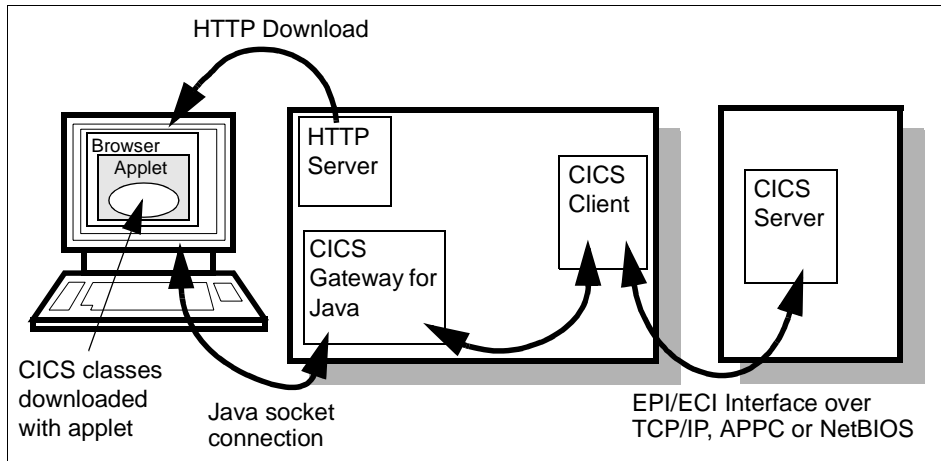 HTTP Download
Browser
Applet
HTTP
Server
CICS
Gateway for
Java
CICS
Client
CICS
Server
CICS classes
downloaded
with applet
Java socket
connection
EPI/ECI Interface over
TCP/IP, APPC or NetBIOS